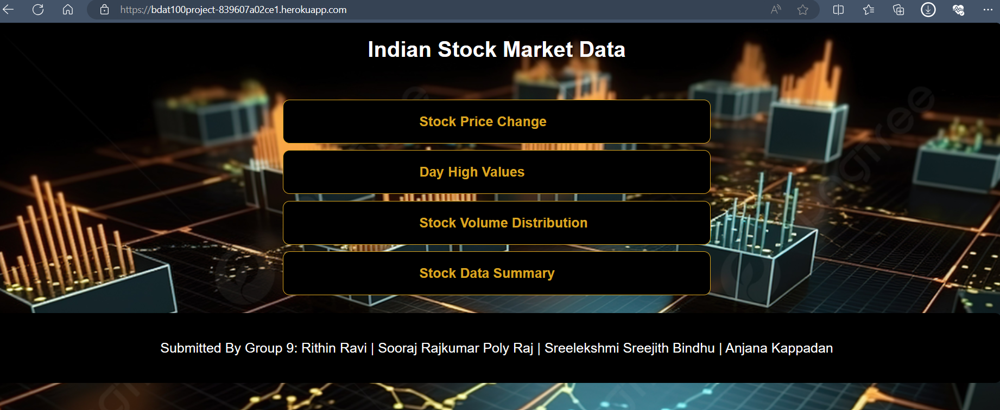 https://bdat100project-839607a02ce1.herokuapp.com
Indian Stock Market Data
Stock Price Change
Day High Values
Stock Volume Distribution
Stock Data Summary
Submitted By Group 9: Rithin Ravi | Sooraj Rajkumar Poly Raj | Sreelekshmi Sreejith Bindhu | Anjana Kappadan
pngtree